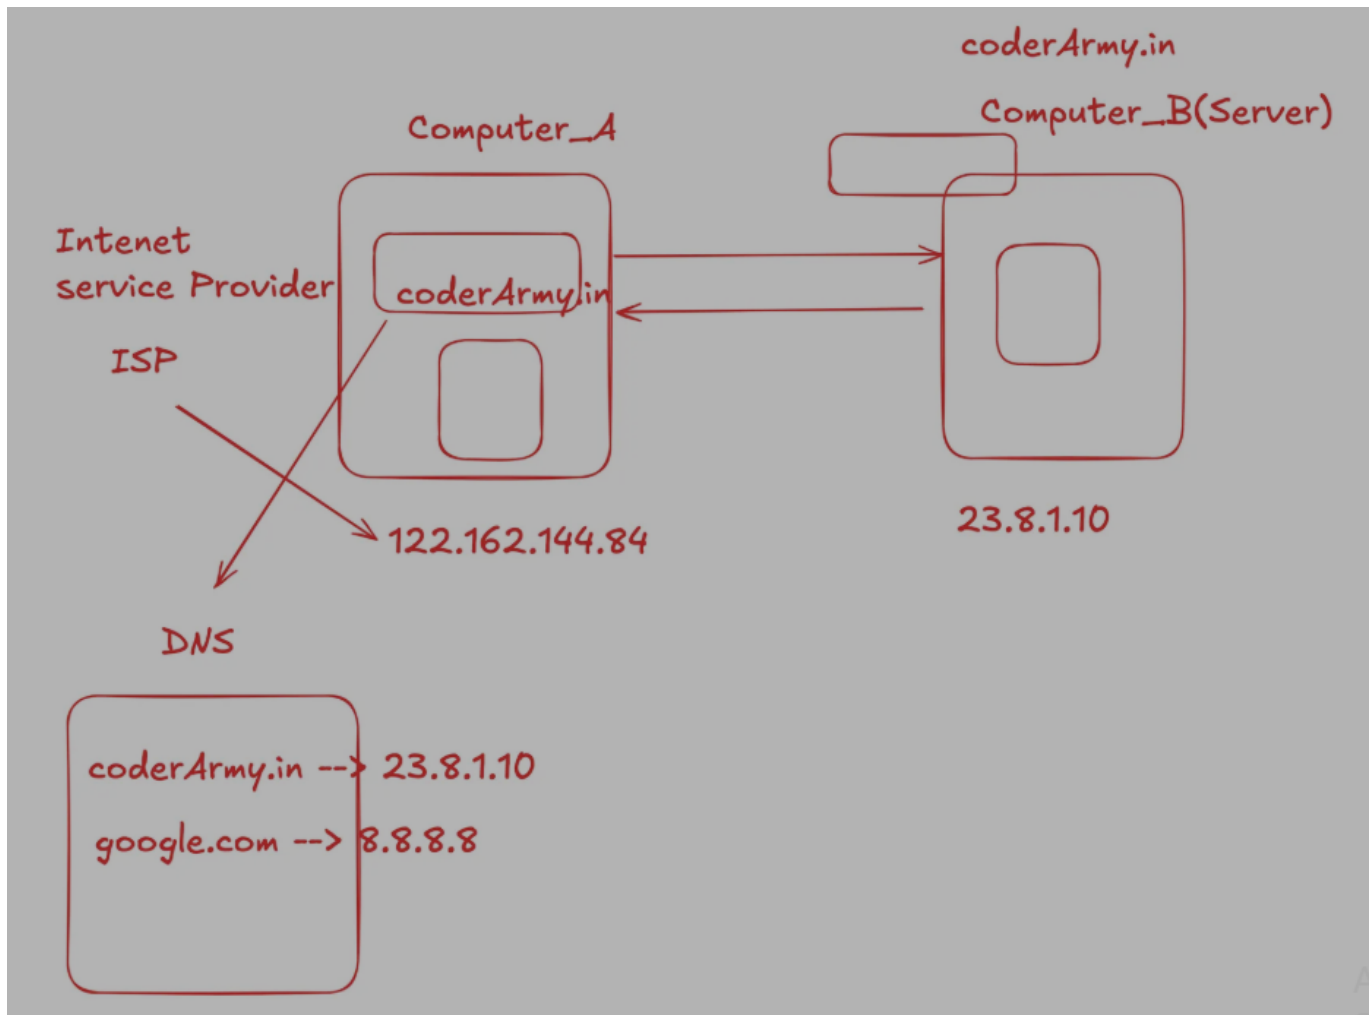 coderArmy.in
Computer_B(Server)
Computer_A
Intenet
service Provider
ISP
coderArmy.in
122.162.144.84
23.8.1.10
DNS
coderArmy.in --> 23.8.1.10
google.com --> 8.8.8.8